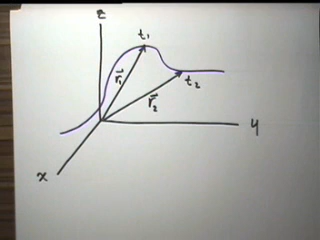 z
t₁
r⃗₁
t₂
r⃗₂
y
x